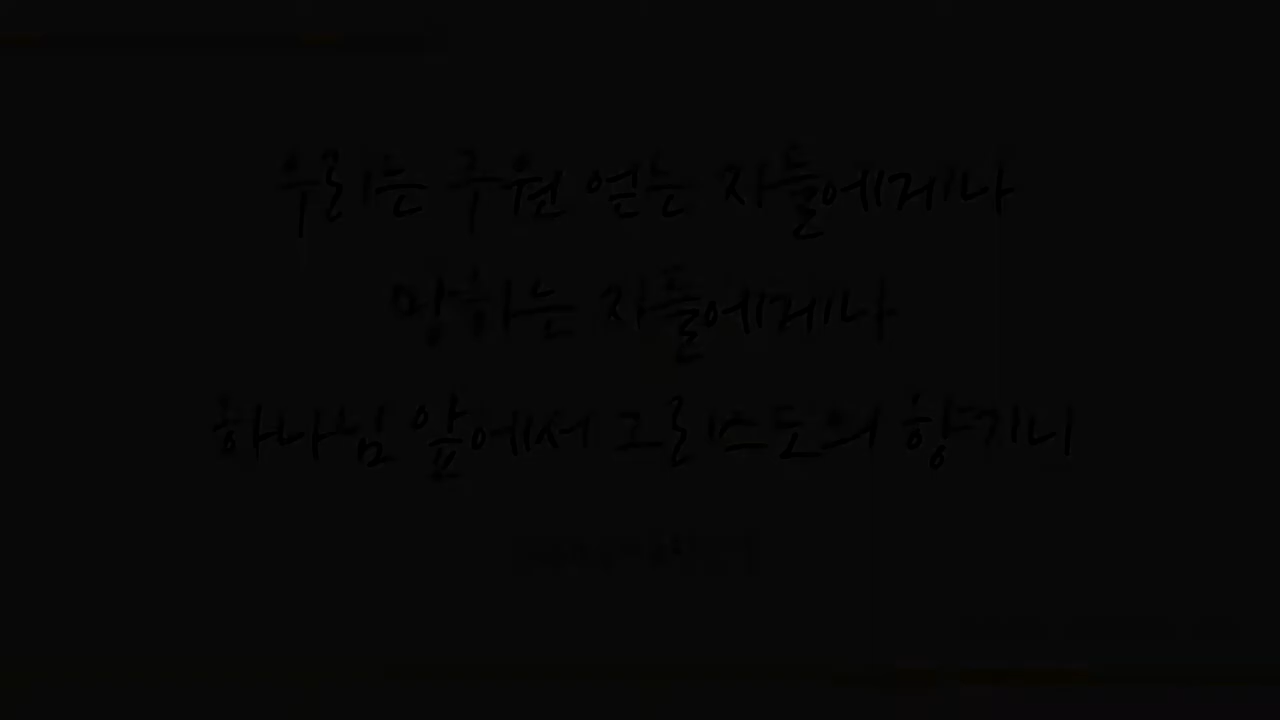 우리는 구원 얻는 자들에게나
망하는 자들에게나
하나님 앞에서 그리스도의 향기니